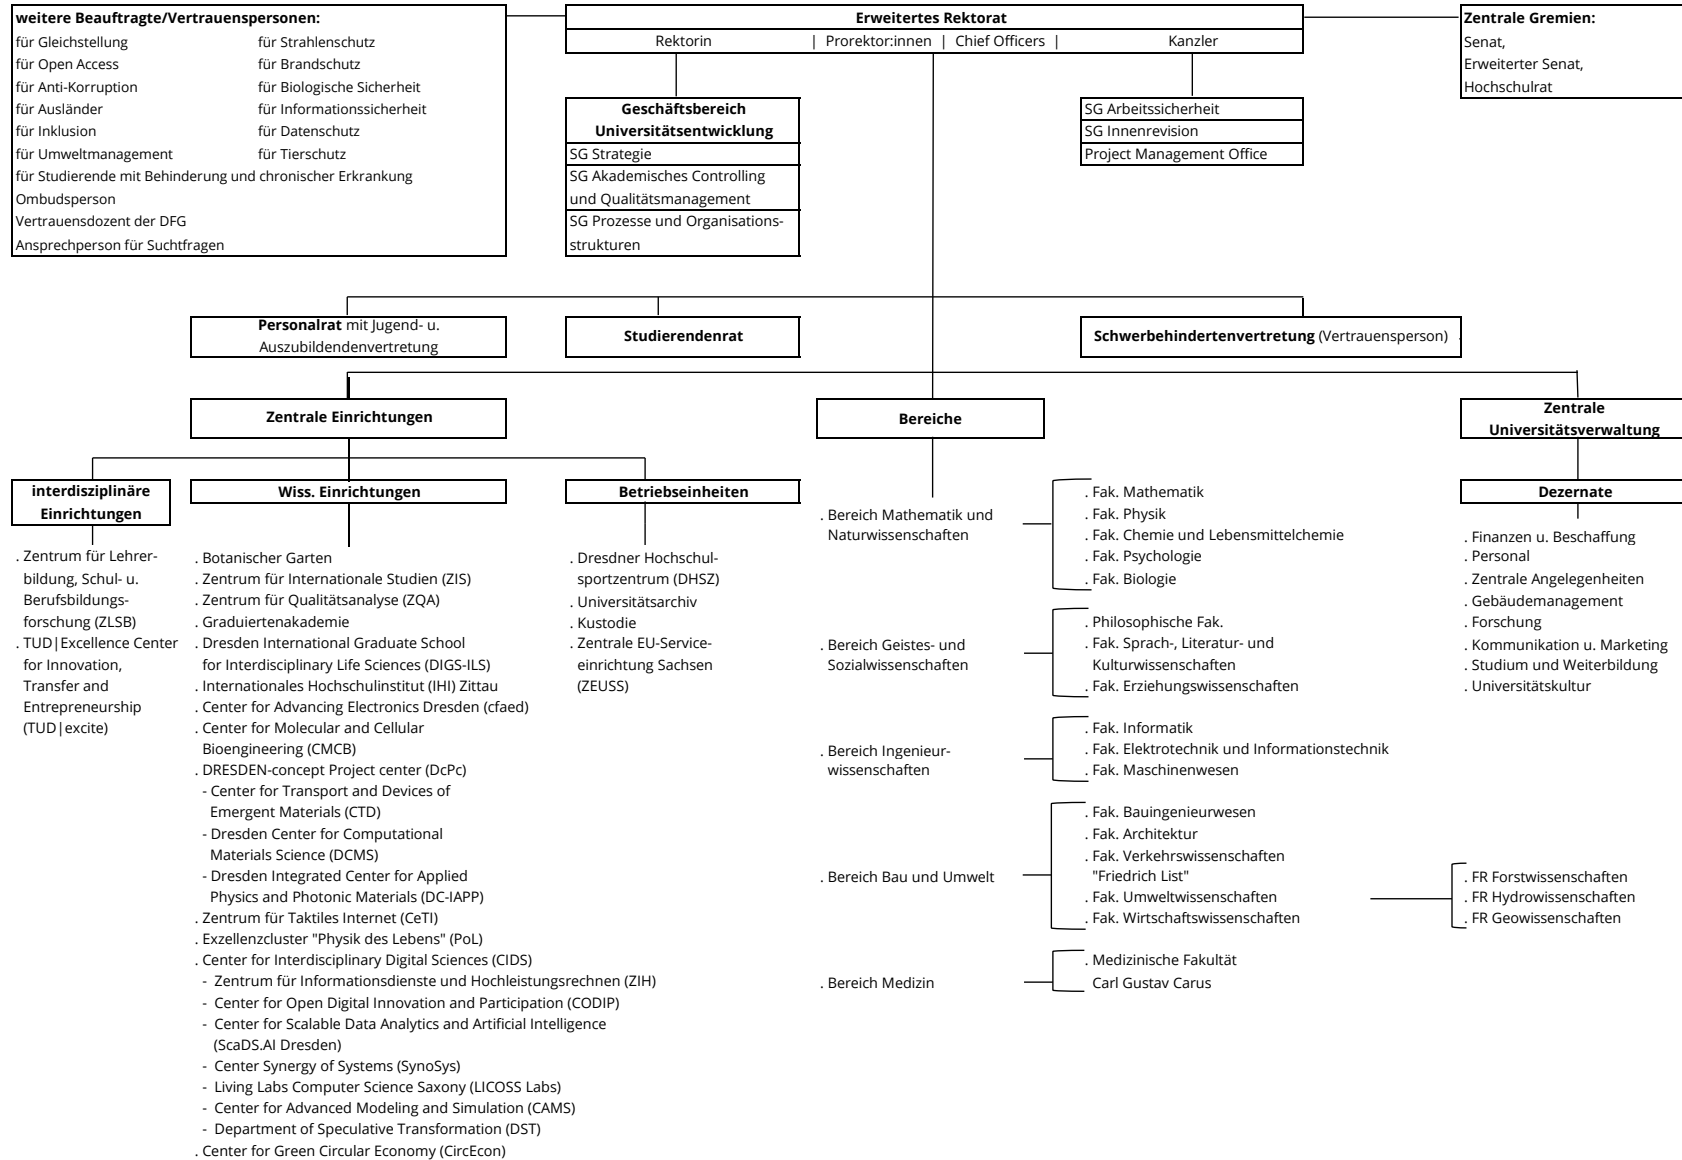 weitere Beauftragte/Vertrauenspersonen:
für Gleichstellung
für Strahlenschutz
für Open Access
für Brandschutz
für Anti-Korruption
für Biologische Sicherheit
für Ausländer
für Informationssicherheit
für Inklusion
für Datenschutz
für Umweltmanagement
für Tierschutz
für Studierende mit Behinderung und chronischer Erkrankung
Ombudsperson
Vertrauensdozent der DFG
Ansprechperson für Suchtfragen
Erweitertes Rektorat
Rektorin | Prorektor:innen | Chief Officers | Kanzler
Zentrale Gremien:
Senat,
Erweiterter Senat,
Hochschulrat
Geschäftsbereich
Universitätsentwicklung
SG Strategie
SG Akademisches Controlling
und Qualitätsmanagement
SG Prozesse und Organisations-
strukturen
SG Arbeitssicherheit
SG Innenrevision
Project Management Office
Personalrat mit Jugend- u.
Auszubildendenvertretung
Studierendenrat
Schwerbehindertenvertretung (Vertrauensperson)
Zentrale Einrichtungen
Bereiche
Zentrale
Universitätsverwaltung
interdisziplinäre
Einrichtungen
. Zentrum für Lehrer-
bildung, Schul- u.
Berufsbildungs-
forschung (ZLSB)
. TUD|Excellence Center
for Innovation,
Transfer and
Entrepreneurship
(TUD|excite)
Wiss. Einrichtungen
. Botanischer Garten
. Zentrum für Internationale Studien (ZIS)
. Zentrum für Qualitätsanalyse (ZQA)
. Graduiertenakademie
. Dresden International Graduate School
for Interdisciplinary Life Sciences (DIGS-ILS)
. Internationales Hochschulinstitut (IHI) Zittau
. Center for Advancing Electronics Dresden (cfaed)
. Center for Molecular and Cellular
Bioengineering (CMCB)
. DRESDEN-concept Project center (DcPc)
- Center for Transport and Devices of
Emergent Materials (CTD)
- Dresden Center for Computational
Materials Science (DCMS)
- Dresden Integrated Center for Applied
Physics and Photonic Materials (DC-IAPP)
. Zentrum für Taktiles Internet (CeTI)
. Exzellenzcluster "Physik des Lebens" (PoL)
. Center for Interdisciplinary Digital Sciences (CIDS)
- Zentrum für Informationsdienste und Hochleistungsrechnen (ZIH)
- Center for Open Digital Innovation and Participation (CODIP)
- Center for Scalable Data Analytics and Artificial Intelligence
(ScaDS.AI Dresden)
- Center Synergy of Systems (SynoSys)
- Living Labs Computer Science Saxony (LICOSS Labs)
- Center for Advanced Modeling and Simulation (CAMS)
- Department of Speculative Transformation (DST)
. Center for Green Circular Economy (CircEcon)
Betriebseinheiten
. Dresdner Hochschul-
sportzentrum (DHSZ)
. Universitätsarchiv
. Kustodie
. Zentrale EU-Service-
einrichtung Sachsen
(ZEUSS)
. Bereich Mathematik und
Naturwissenschaften
. Fak. Mathematik
. Fak. Physik
. Fak. Chemie und Lebensmittelchemie
. Fak. Psychologie
. Fak. Biologie
. Bereich Geistes- und
Sozialwissenschaften
. Philosophische Fak.
. Fak. Sprach-, Literatur- und
Kulturwissenschaften
. Fak. Erziehungswissenschaften
. Bereich Ingenieur-
wissenschaften
. Fak. Informatik
. Fak. Elektrotechnik und Informationstechnik
. Fak. Maschinenwesen
. Bereich Bau und Umwelt
. Fak. Bauingenieurwesen
. Fak. Architektur
. Fak. Verkehrswissenschaften
"Friedrich List"
. Fak. Umweltwissenschaften
. Fak. Wirtschaftswissenschaften
. FR Forstwissenschaften
. FR Hydrowissenschaften
. FR Geowissenschaften
. Bereich Medizin
. Medizinische Fakultät
Carl Gustav Carus
Dezernate
. Finanzen u. Beschaffung
. Personal
. Zentrale Angelegenheiten
. Gebäudemanagement
. Forschung
. Kommunikation u. Marketing
. Studium und Weiterbildung
. Universitätskultur